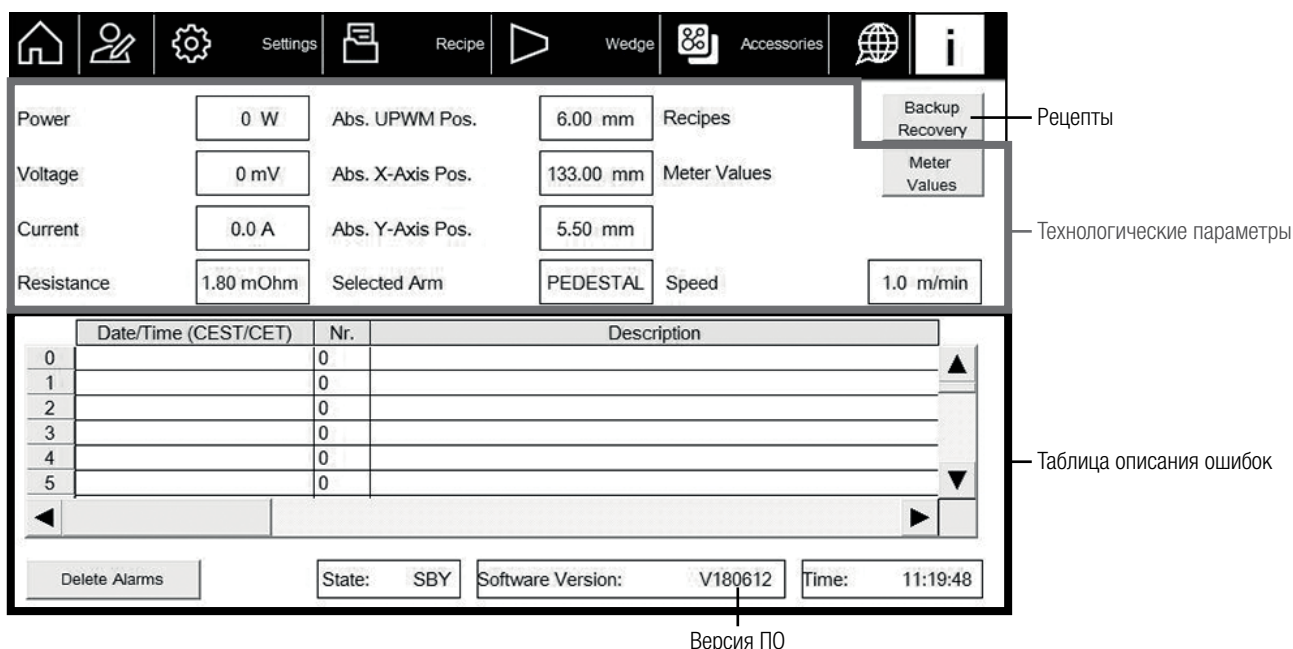 Settings Recipe Wedge Accessories i
Power 0 W Abs. UPWM Pos. 6.00 mm Recipes Backup Recovery Рецепты
Voltage 0 mV Abs. X-Axis Pos. 133.00 mm Meter Values Meter Values
Current 0.0 A Abs. Y-Axis Pos. 5.50 mm Технологические параметры
Resistance 1.80 mOhm Selected Arm PEDESTAL Speed 1.0 m/min
Date/Time (CEST/CET) Nr. Description
0 0
1 0
2 0
3 0
4 0 Таблица описания ошибок
5 0
Delete Alarms State: SBY Software Version: V180612 Time: 11:19:48
Версия ПО